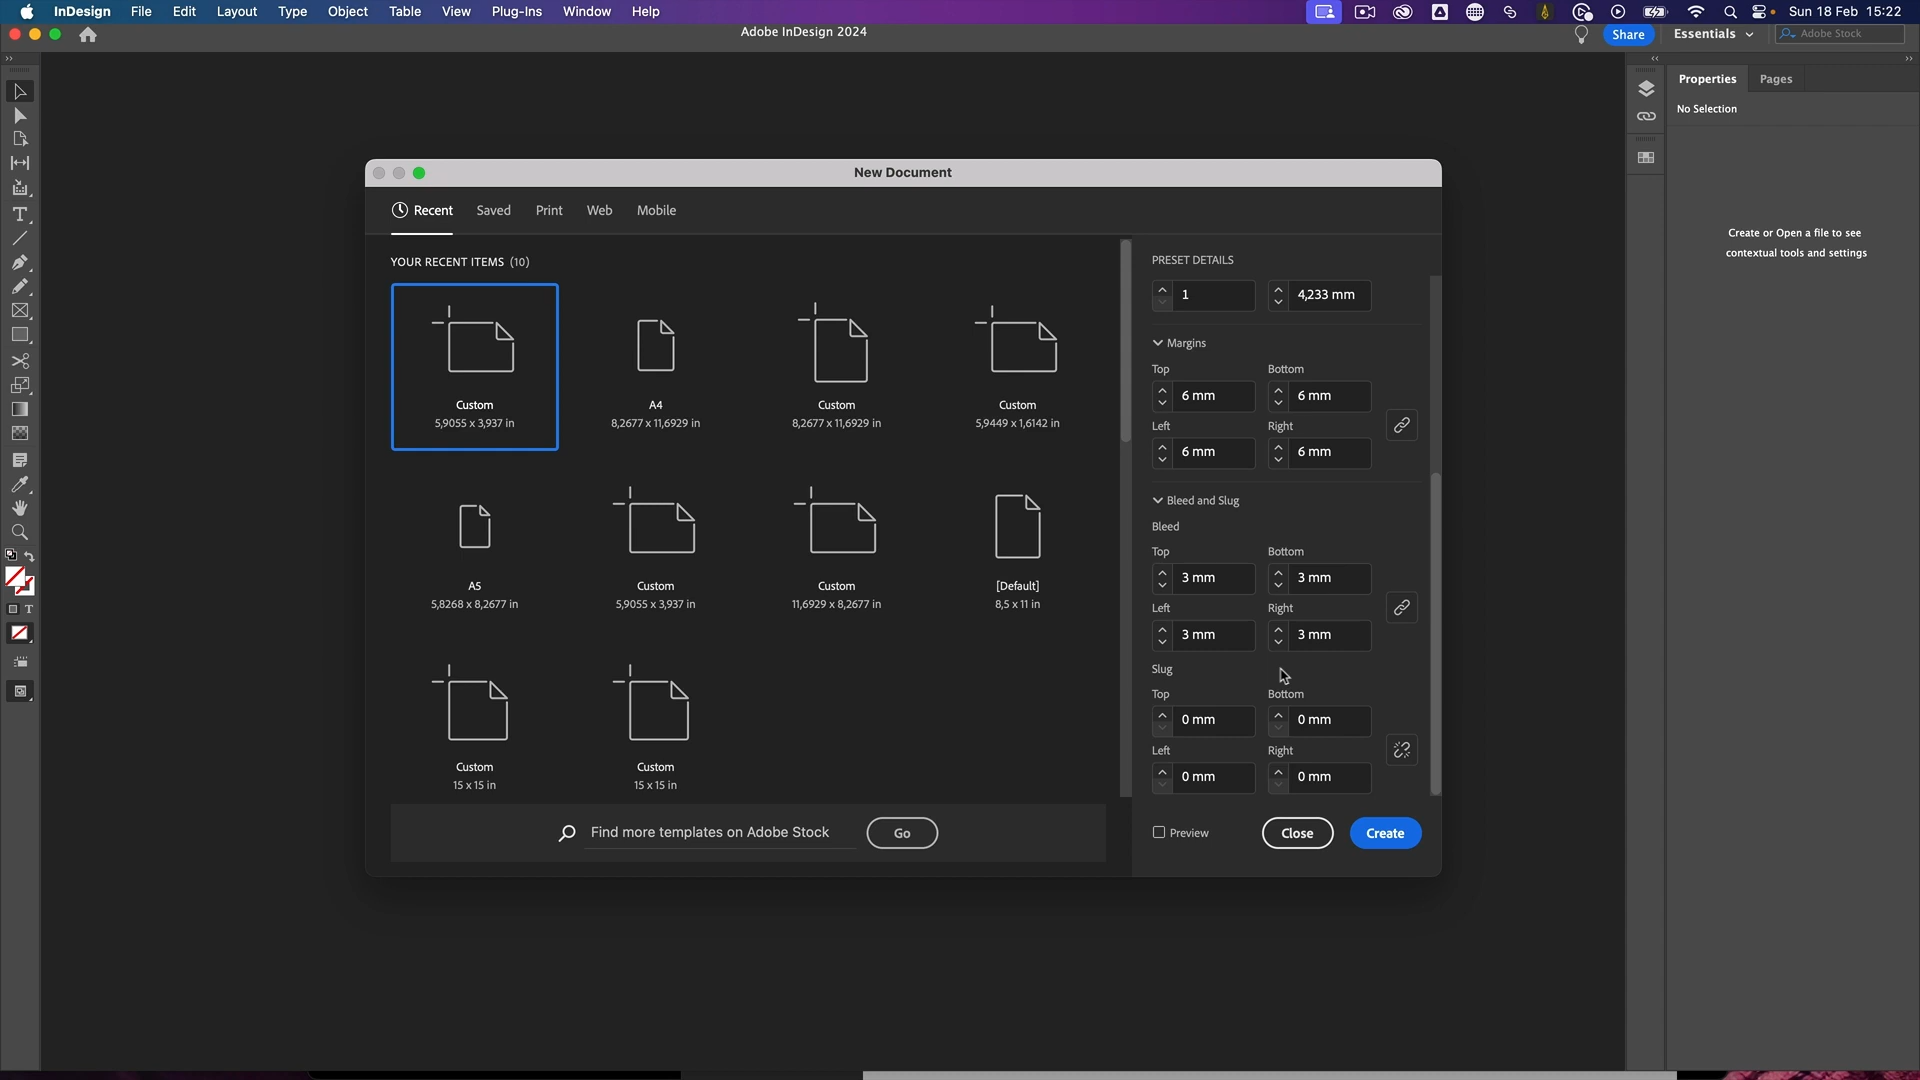 InDesign File Edit Layout Type Object Table View Plug-Ins Window Help Sun 18 Feb 15:22
Adobe InDesign 2024
Share Essentials Adobe Stock
Properties Pages
No Selection
Create or Open a file to see
contextual tools and settings
New Document
Recent Saved Print Web Mobile
YOUR RECENT ITEMS (10)
Custom
5,9055 x 3,937 in
A4
8,2677 x 11,6929 in
Custom
8,2677 x 11,6929 in
Custom
5,9449 x 1,6142 in
A5
5,8268 x 8,2677 in
Custom
5,9055 x 3,937 in
Custom
11,6929 x 8,2677 in
[Default]
8,5 x 11 in
Custom
15 x 15 in
Custom
15 x 15 in
Find more templates on Adobe Stock Go
PRESET DETAILS
1 4,233 mm
Margins
Top Bottom
6 mm 6 mm
Left Right
6 mm 6 mm
Bleed and Slug
Bleed
Top Bottom
3 mm 3 mm
Left Right
3 mm 3 mm
Slug
Top Bottom
0 mm 0 mm
Left Right
0 mm 0 mm
Preview Close Create